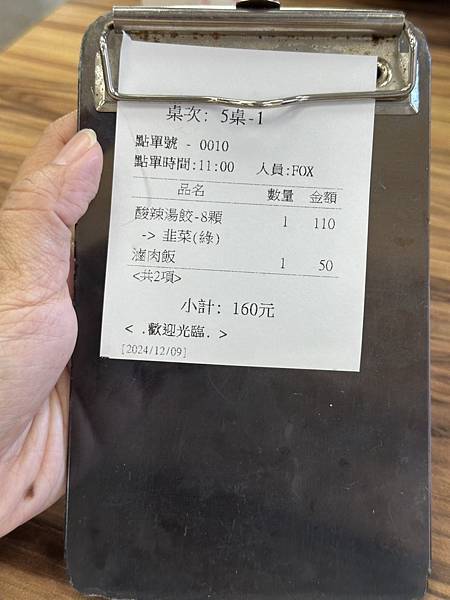 桌次: 5桌-1
點單號 - 0010
點單時間:11:00 人員:FOX
品名 數量 金額
酸辣湯餃-8顆 1 110
-> 韭菜(綠)
滷肉飯 1 50
<共2項>
小計: 160元
< .歡迎光臨. >
[2024/12/09]